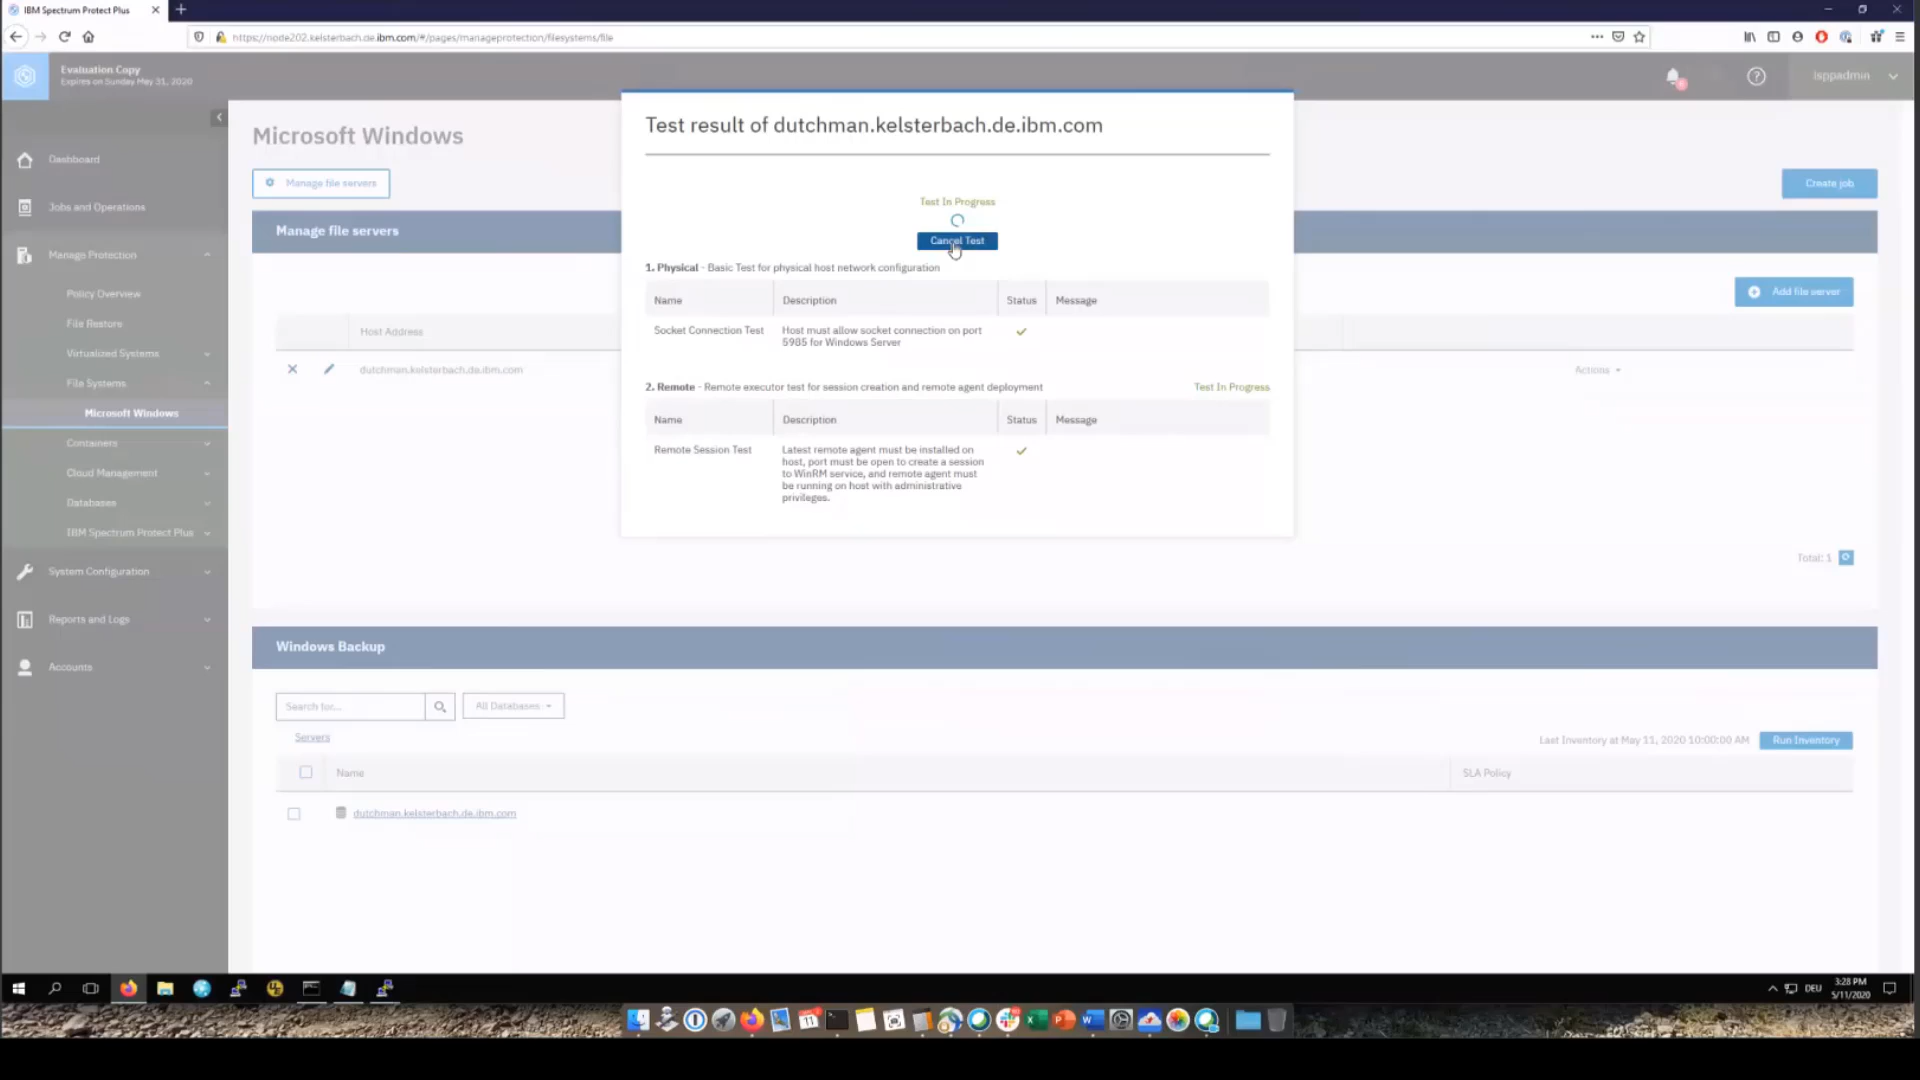 IBM Spectrum Protect Plus
https://node202.kelsterbach.de.ibm.com/#/pages/manageprotection/filesystems/file
Evaluation Copy
Expires on Sunday May 31, 2020
isppadmin
Microsoft Windows
Manage file servers
Create job
Manage file servers
Add file server
Host Address
dutchman.kelsterbach.de.ibm.com
Actions
Total: 1
Dashboard
Jobs and Operations
Manage Protection
Policy Overview
File Restore
Virtualized Systems
File Systems
Microsoft Windows
Containers
Cloud Management
Databases
IBM Spectrum Protect Plus
System Configuration
Reports and Logs
Accounts
Test result of dutchman.kelsterbach.de.ibm.com
Test In Progress
Cancel Test
1. Physical - Basic Test for physical host network configuration
Name Description Status Message
Socket Connection Test Host must allow socket connection on port
5985 for Windows Server
2. Remote - Remote executor test for session creation and remote agent deployment Test In Progress
Name Description Status Message
Remote Session Test Latest remote agent must be installed on
host, port must be open to create a session
to WinRM service, and remote agent must
be running on host with administrative
privileges.
Windows Backup
Search for...
All Databases
Servers
Last Inventory at May 11, 2020 10:00:00 AM
Run Inventory
Name SLA Policy
dutchman.kelsterbach.de.ibm.com
DEU
3:28 PM
5/11/2020